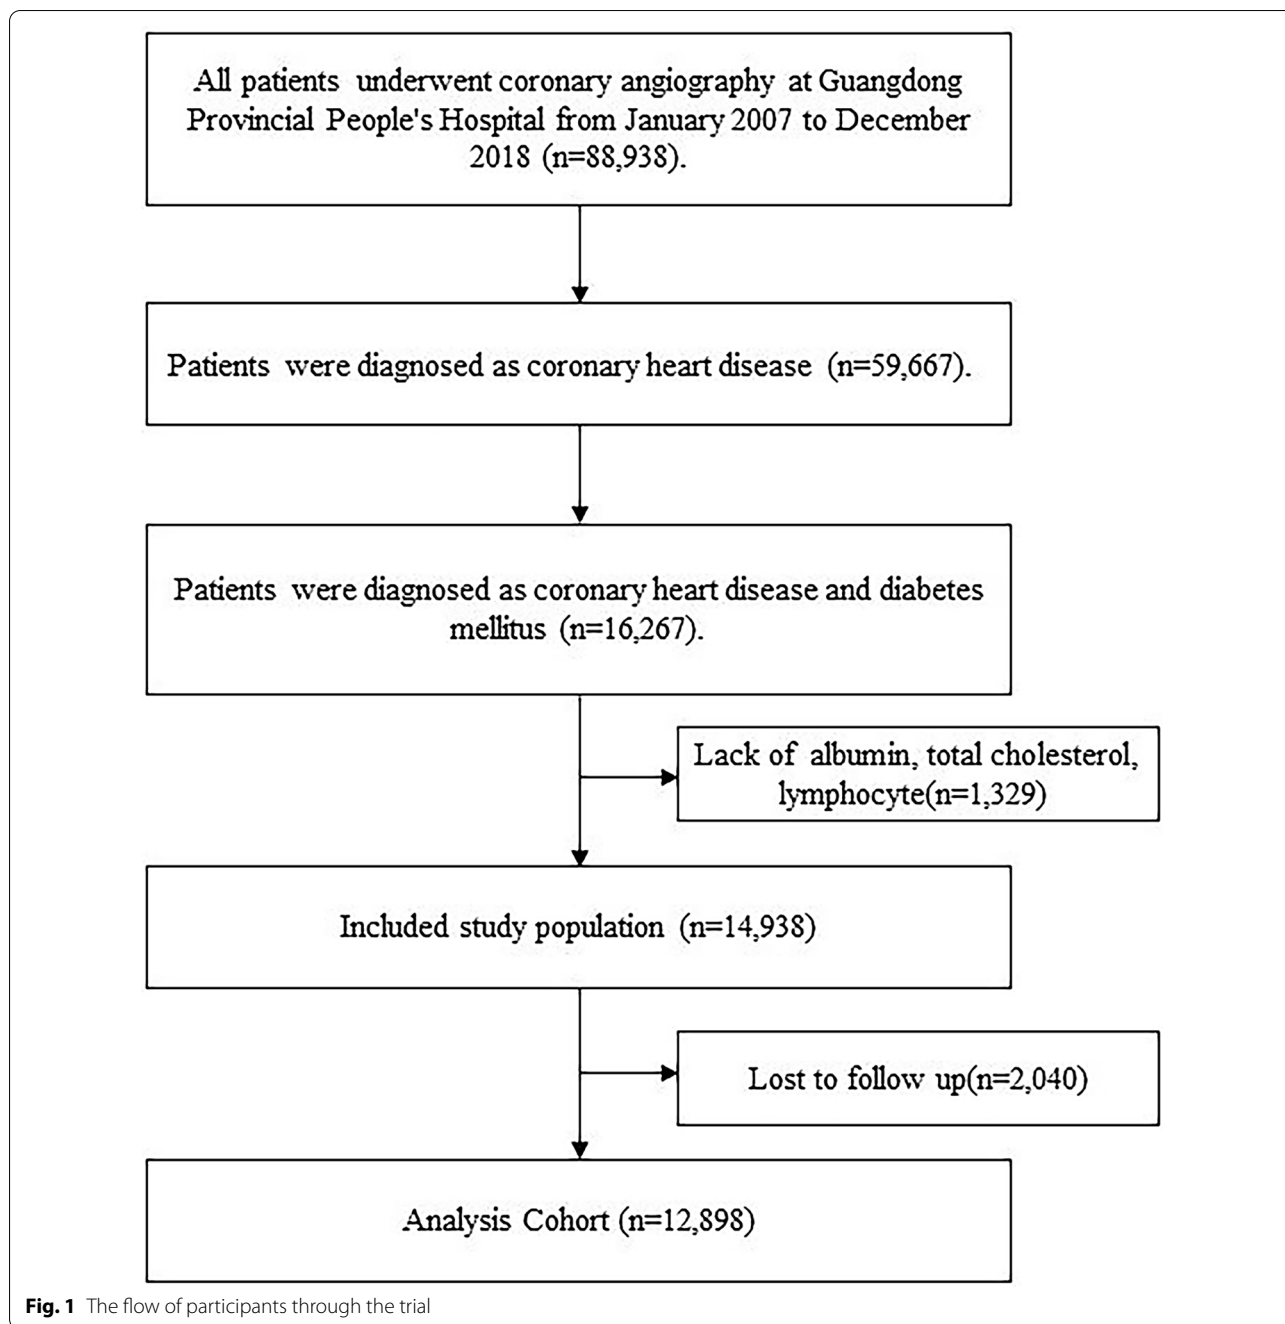 All patients underwent coronary angiography at Guangdong
Provincial People's Hospital from January 2007 to December
2018 (n=88,938).
Patients were diagnosed as coronary heart disease (n=59,667).
Patients were diagnosed as coronary heart disease and diabetes
mellitus (n=16,267).
Lack of albumin, total cholesterol,
lymphocyte(n=1,329)
Included study population (n=14,938)
Lost to follow up(n=2,040)
Analysis Cohort (n=12,898)
Fig. 1 The flow of participants through the trial